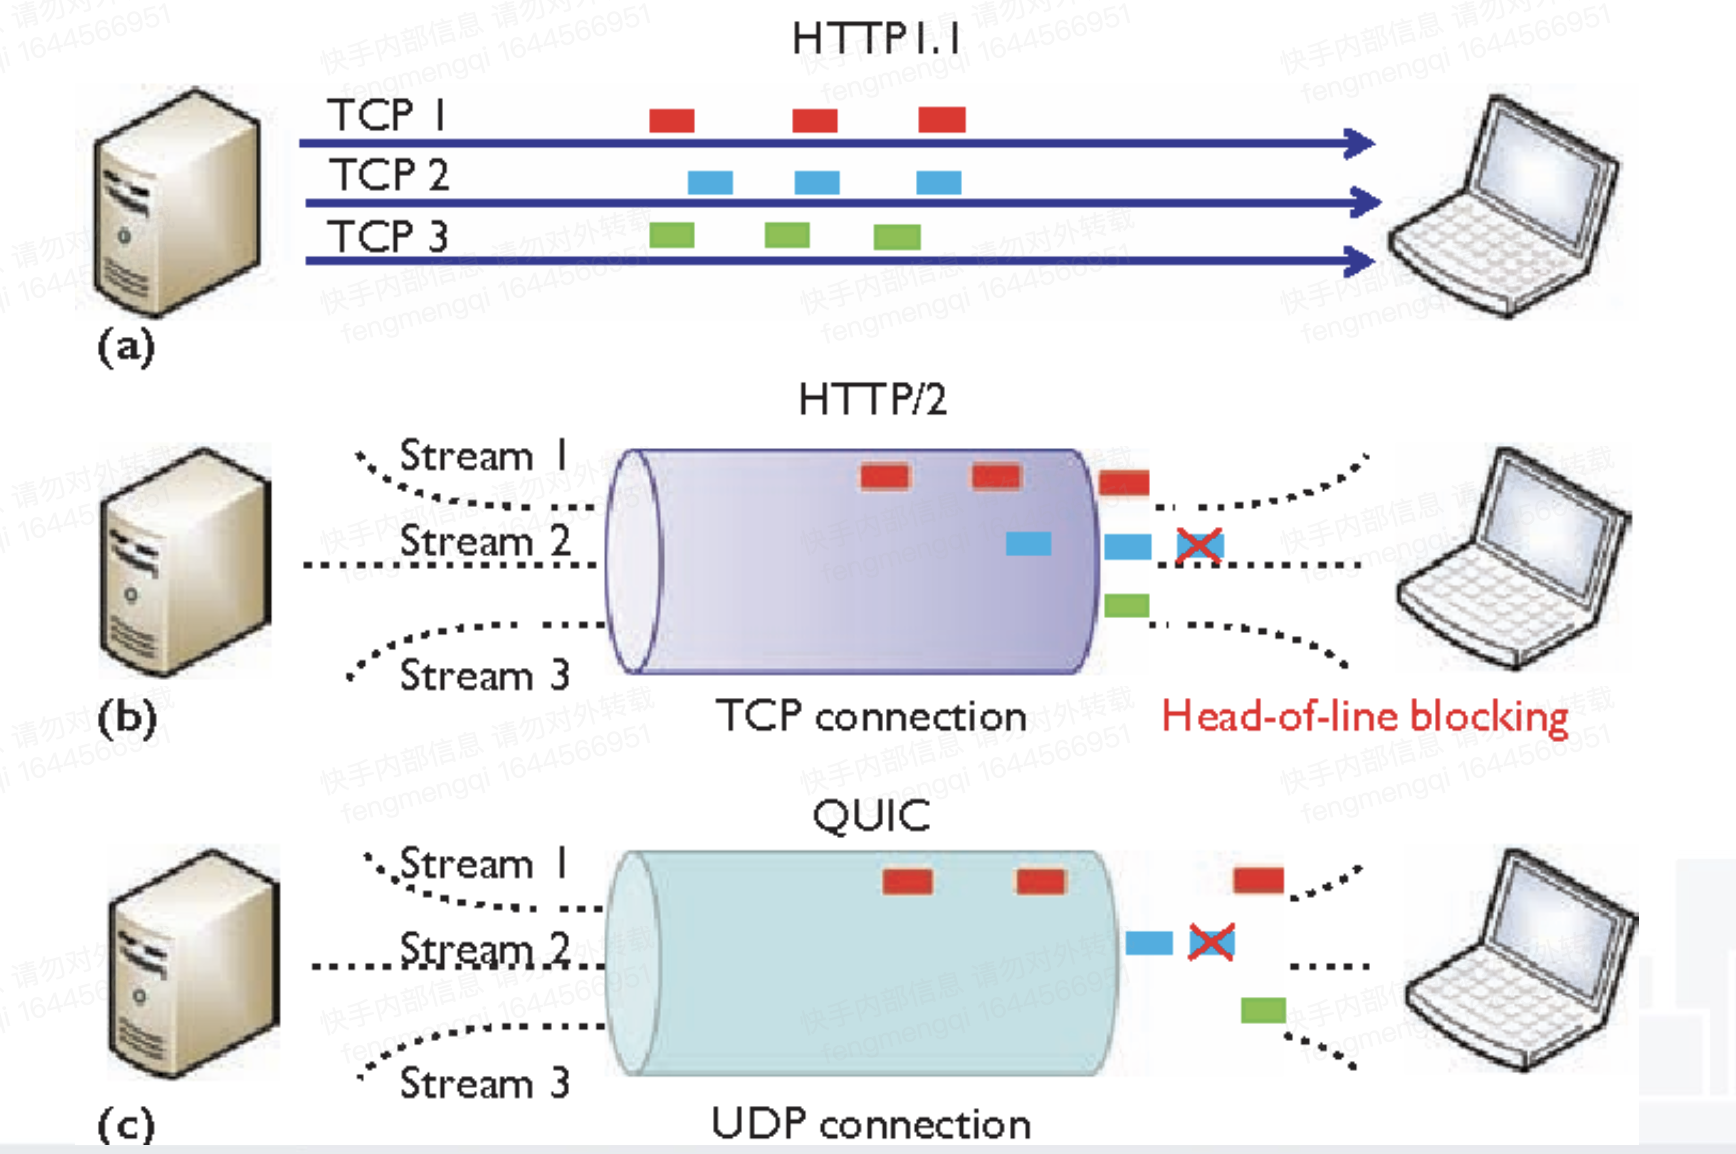 HTTP1.1
TCP 1
TCP 2
TCP 3
(a)
HTTP/2
Stream 1
Stream 2
Stream 3
(b)
TCP connection
Head-of-line blocking
QUIC
Stream 1
Stream 2
Stream 3
(c)
UDP connection
快手内部信息 请勿对外转载
fengmengqi 1644566951